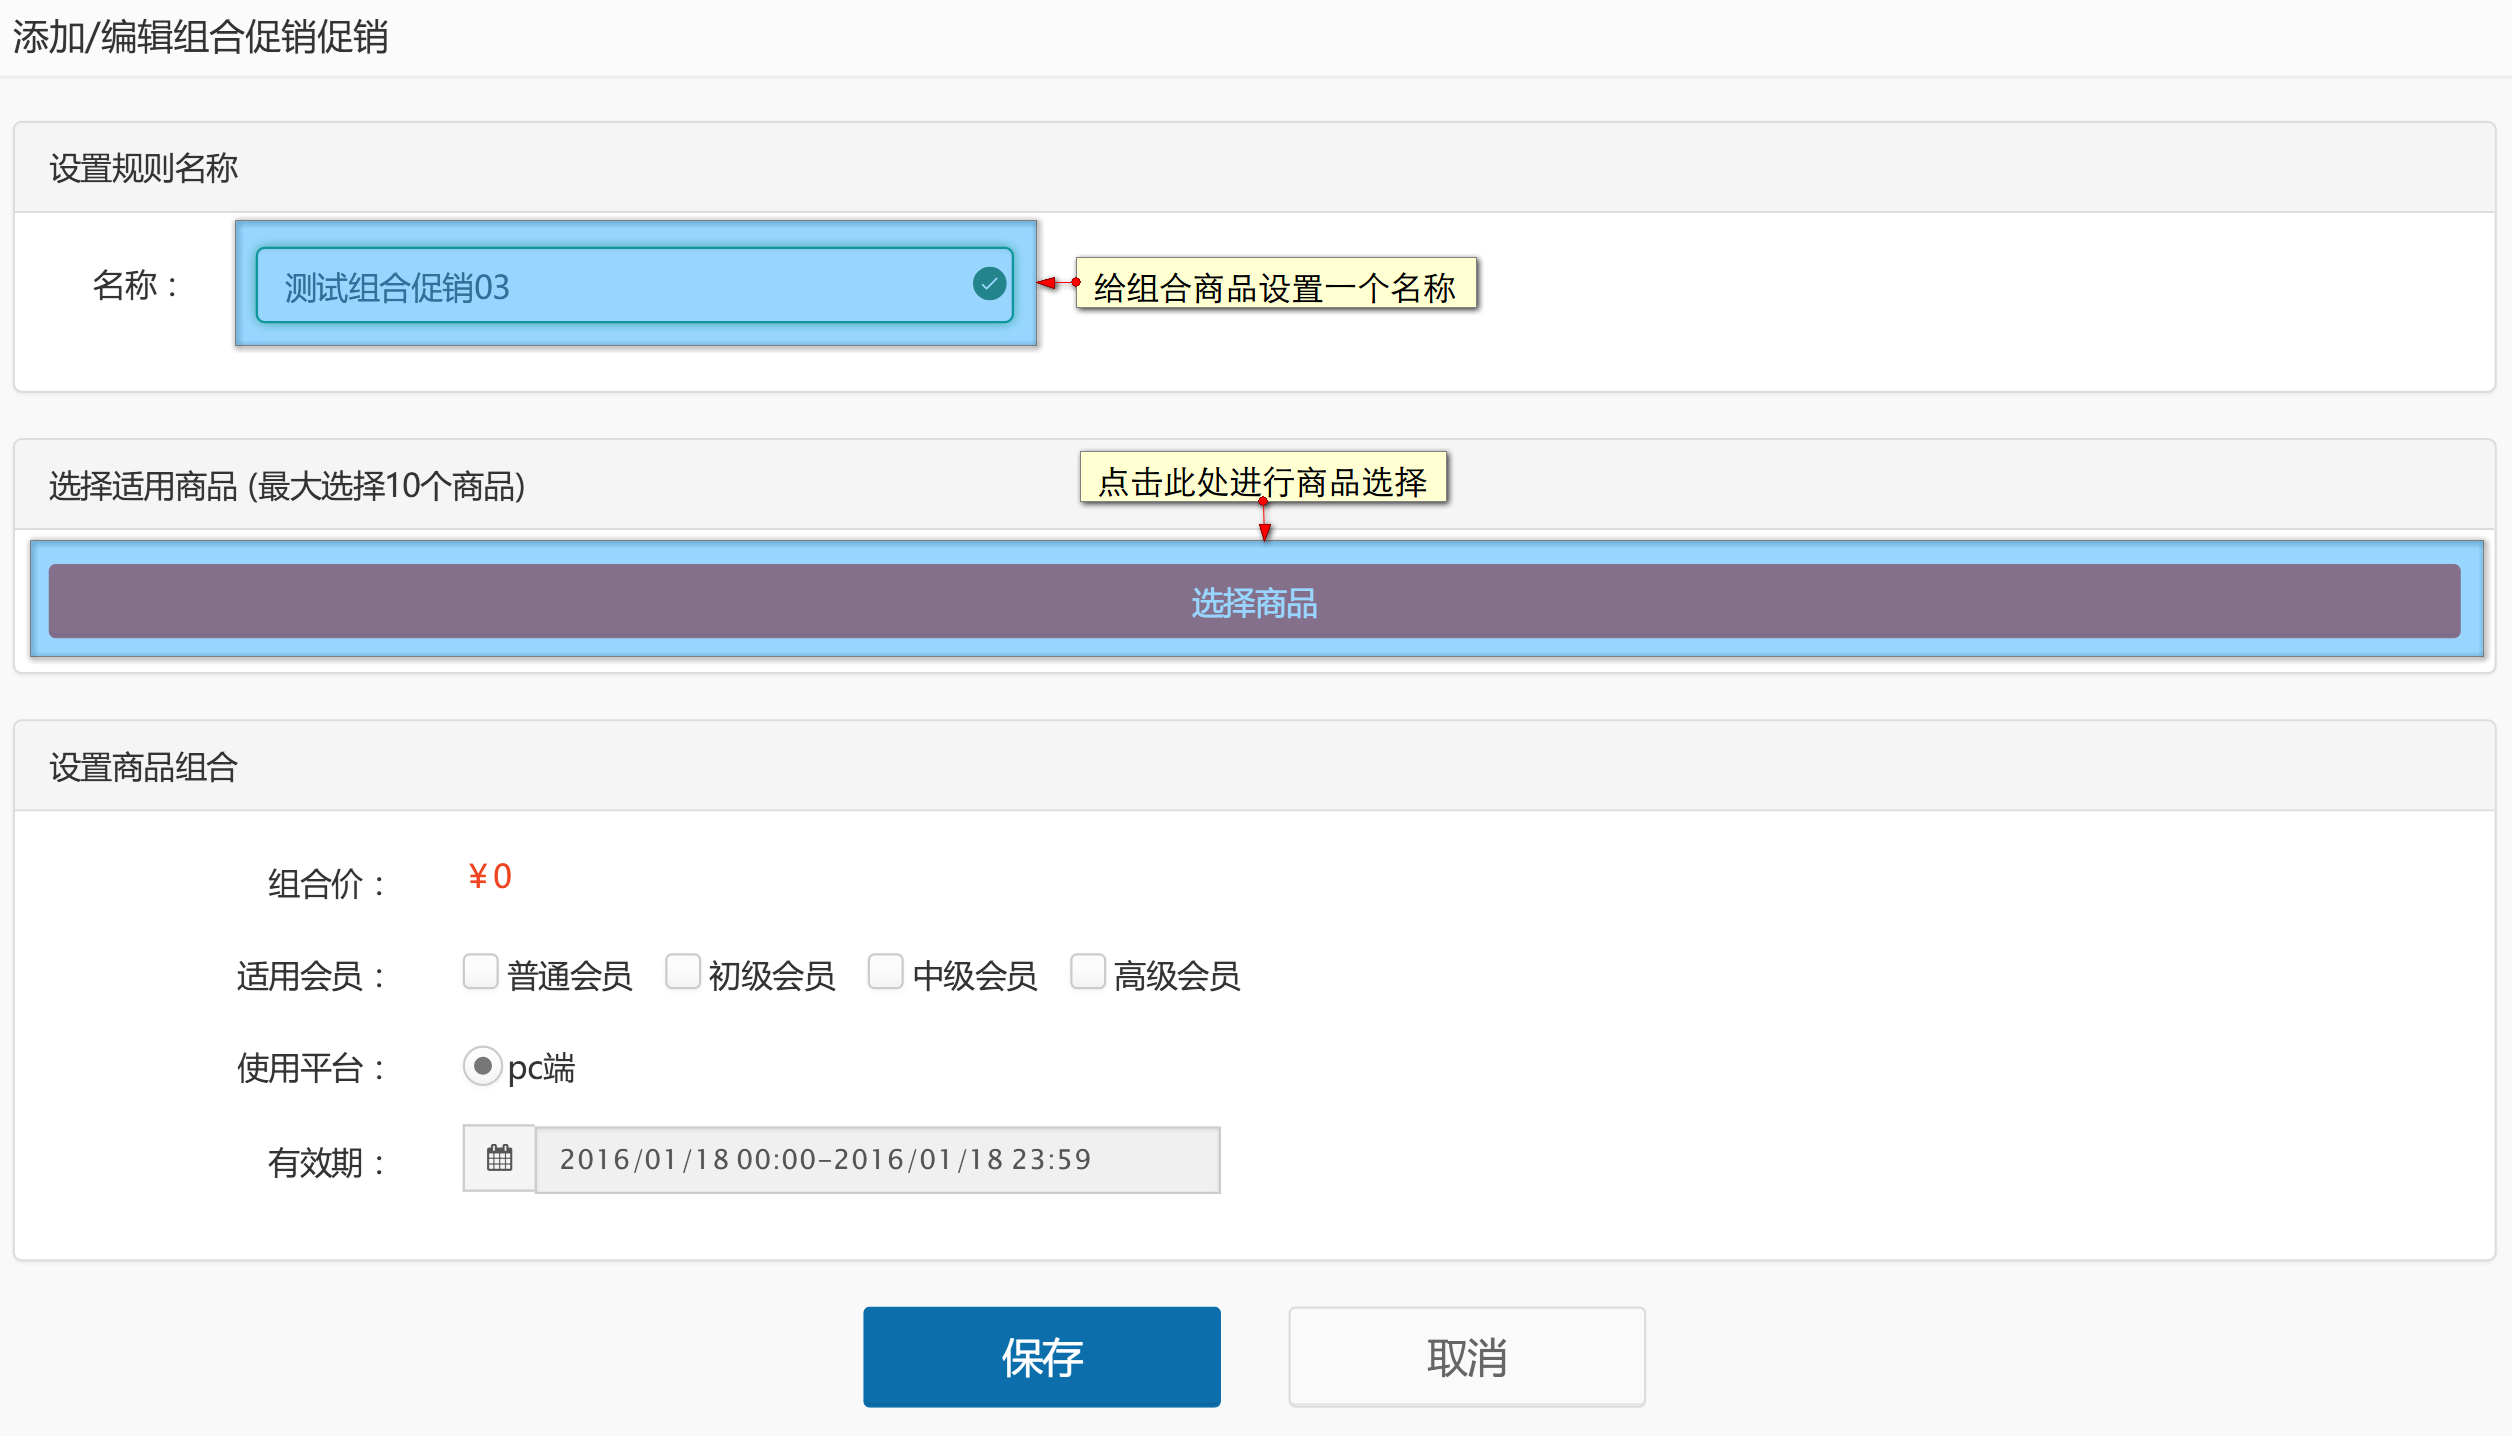 添加/编辑组合促销促销
设置规则名称
名称：
测试组合促销03
给组合商品设置一个名称
选择适用商品 (最大选择10个商品)
点击此处进行商品选择
选择商品
设置商品组合
组合价： ¥0
适用会员： 普通会员 初级会员 中级会员 高级会员
使用平台： pc端
有效期： 2016/01/18 00:00-2016/01/18 23:59
保存 取消